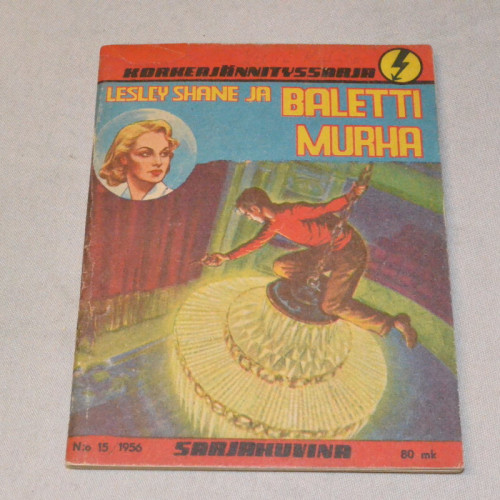 KORKEAJÄNNITYSSARJA
LESLEY SHANE JA BALETTI
MURHA
N:o 15 1956 SARJAKUVINA 80 mk